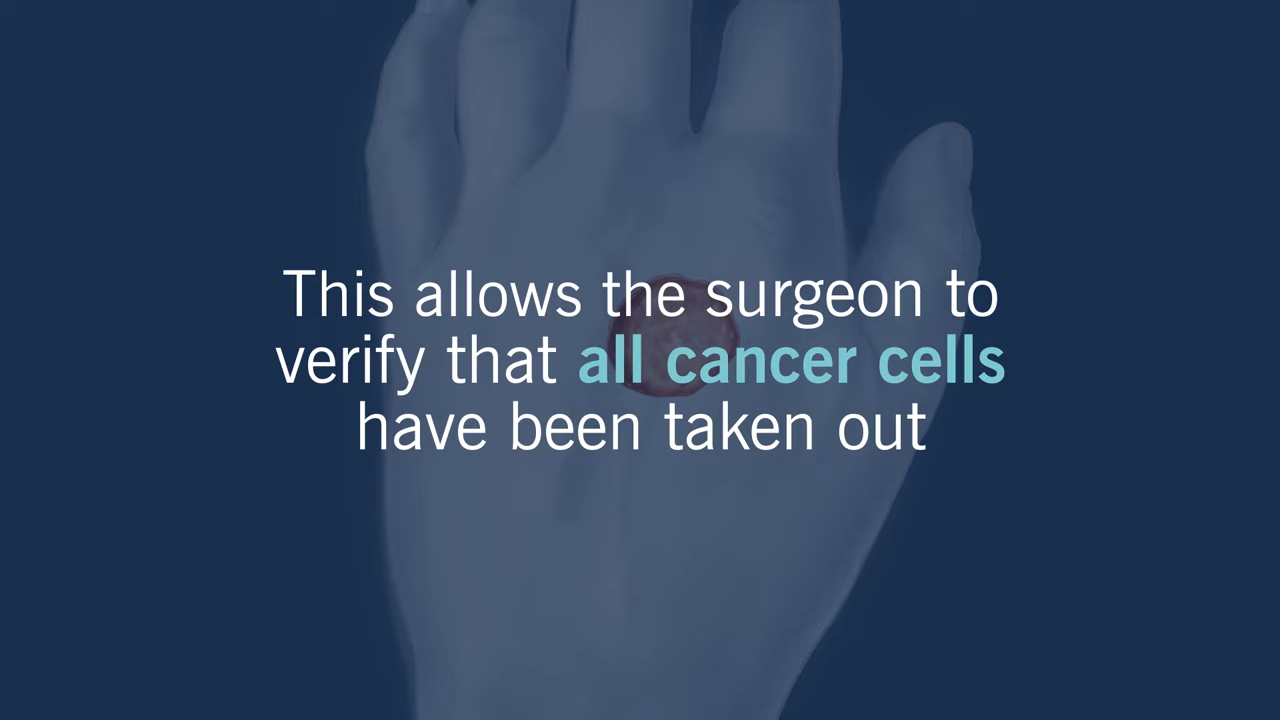 This allows the surgeon to
verify that all cancer cells
have been taken out